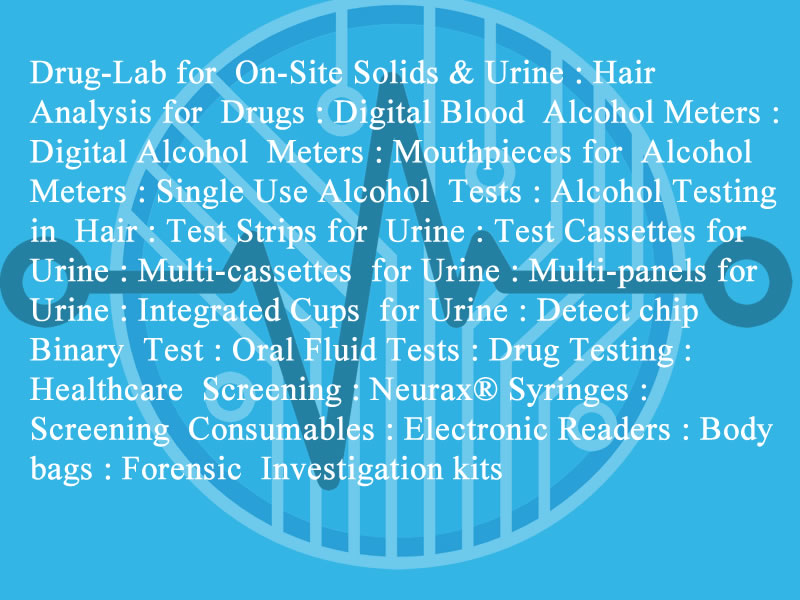 Drug-Lab for  On-Site Solids & Urine : Hair
Analysis for  Drugs : Digital Blood  Alcohol Meters :
Digital Alcohol  Meters : Mouthpieces for  Alcohol
Meters : Single Use Alcohol  Tests : Alcohol Testing
in  Hair : Test Strips for  Urine : Test Cassettes for
Urine : Multi-cassettes  for Urine : Multi-panels for
Urine : Integrated Cups  for Urine : Detect chip
Binary  Test : Oral Fluid Tests : Drug Testing :
Healthcare  Screening : Neurax® Syringes :
Screening  Consumables : Electronic Readers : Body
bags : Forensic  Investigation kits